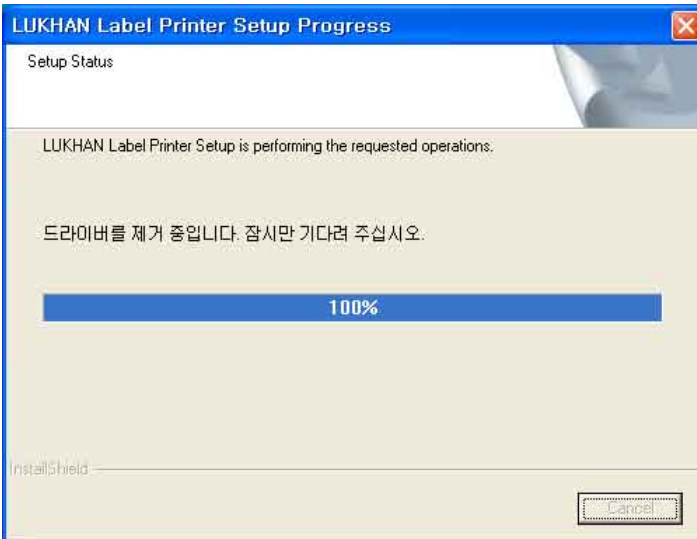 LUKHAN Label Printer Setup Progress
Setup Status
LUKHAN Label Printer Setup is performing the requested operations.
드라이버를 제거 중입니다. 잠시만 기다려 주십시오.
100%
InstallShield
Cancel